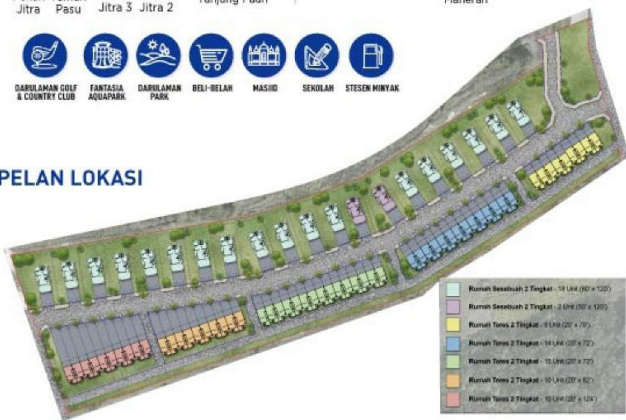 Jitra Pasu Jitra 3 Jitra 2
DARULAMAN GOLF
& COUNTRY CLUB
FANTASIA
AQUAPARK
DARULAMAN
PARK
BELI-BELAH
MASJID
SEKOLAH
STESEN MINYAK
PELAN LOKASI
Rumah Sesebuah 2 Tingkat - 18 Unit (60' x 120')
Rumah Sesebuah 2 Tingkat - 2 Unit (50' x 120')
Rumah Teres 2 Tingkat - 9 Unit (20' x 70')
Rumah Teres 2 Tingkat - 14 Unit (20' x 72')
Rumah Teres 2 Tingkat - 15 Unit (20' x 72')
Rumah Teres 2 Tingkat - 10 Unit (20' x 82')
Rumah Teres 2 Tingkat - 10 Unit (20' x 124')